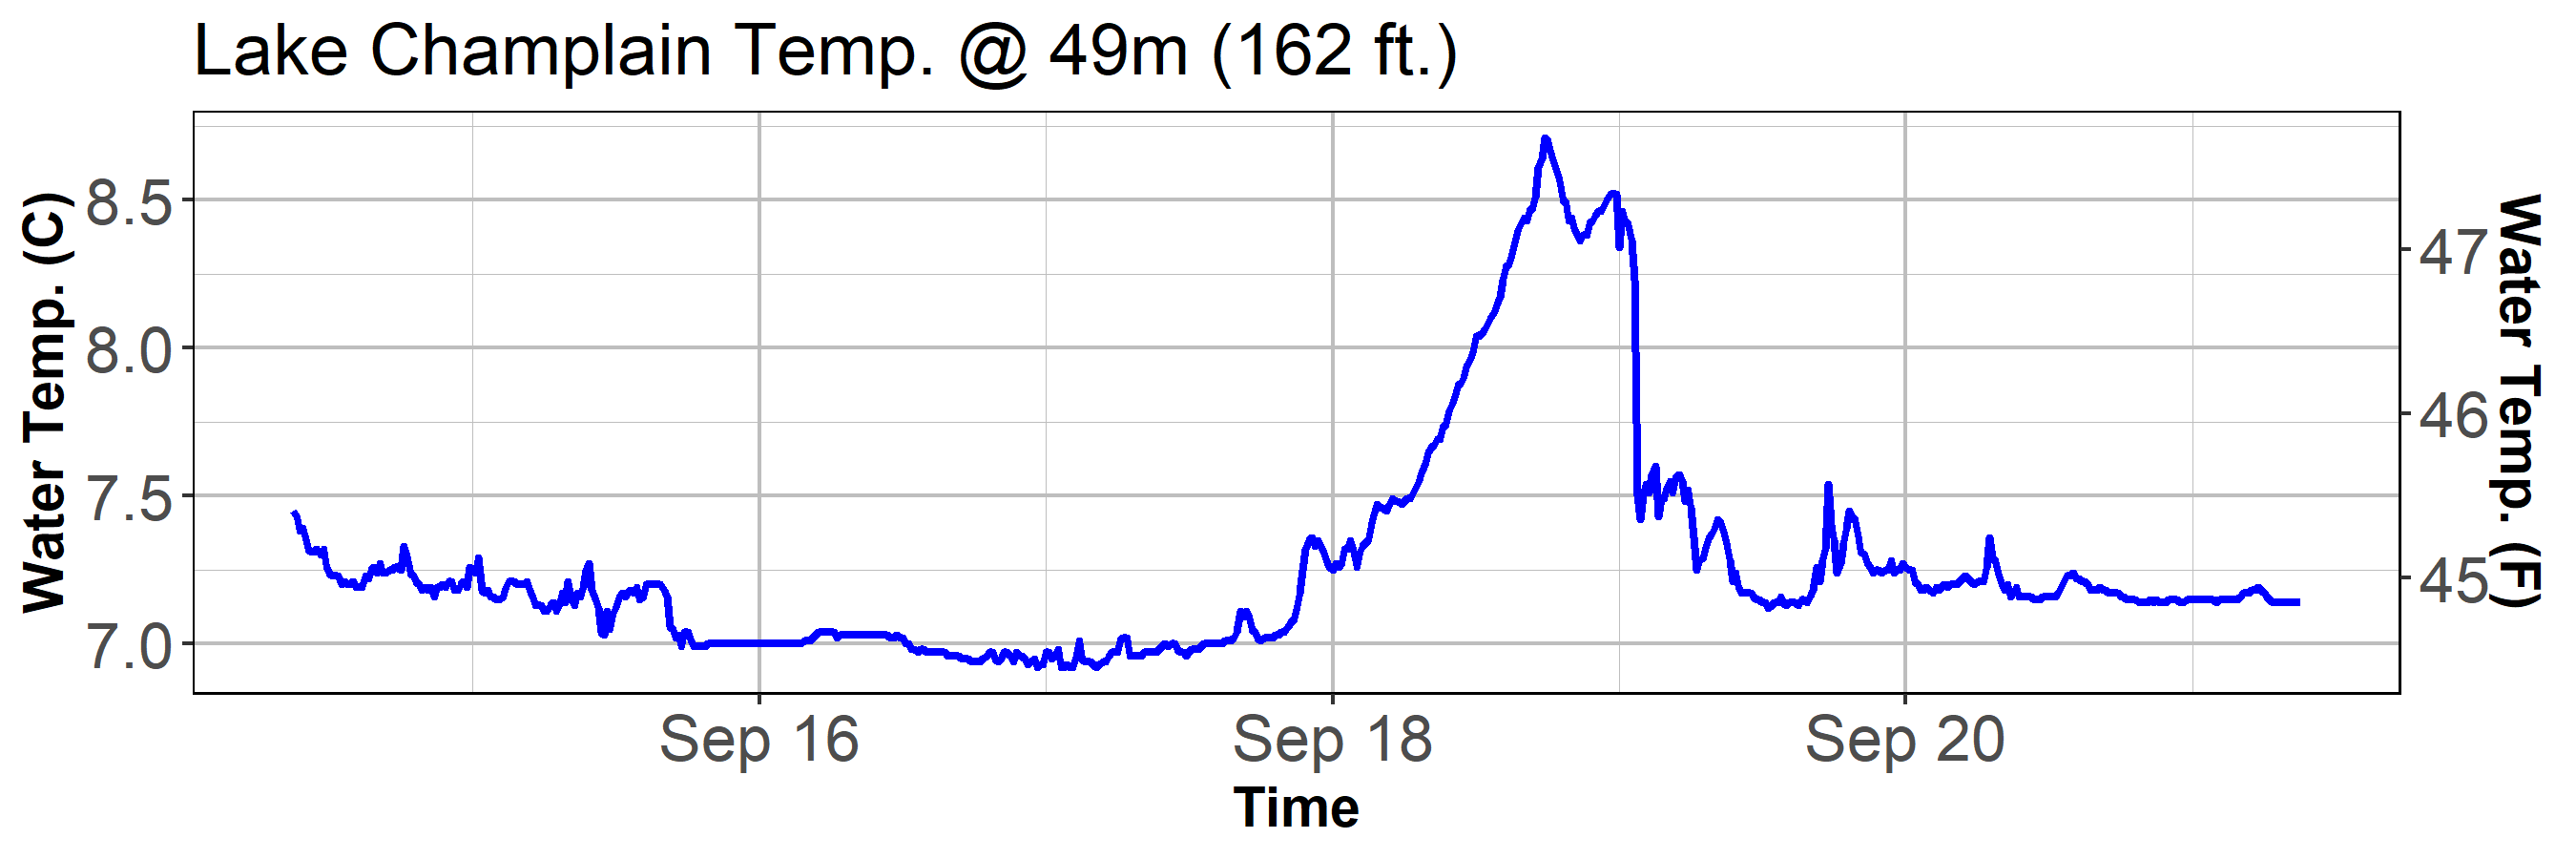 Lake Champlain Temp. @ 49m (162 ft.)
Water Temp. (C)
8.5
8.0
7.5
7.0
47
46
45
Water Temp. (F)
Sep 16 Sep 18 Sep 20
Time